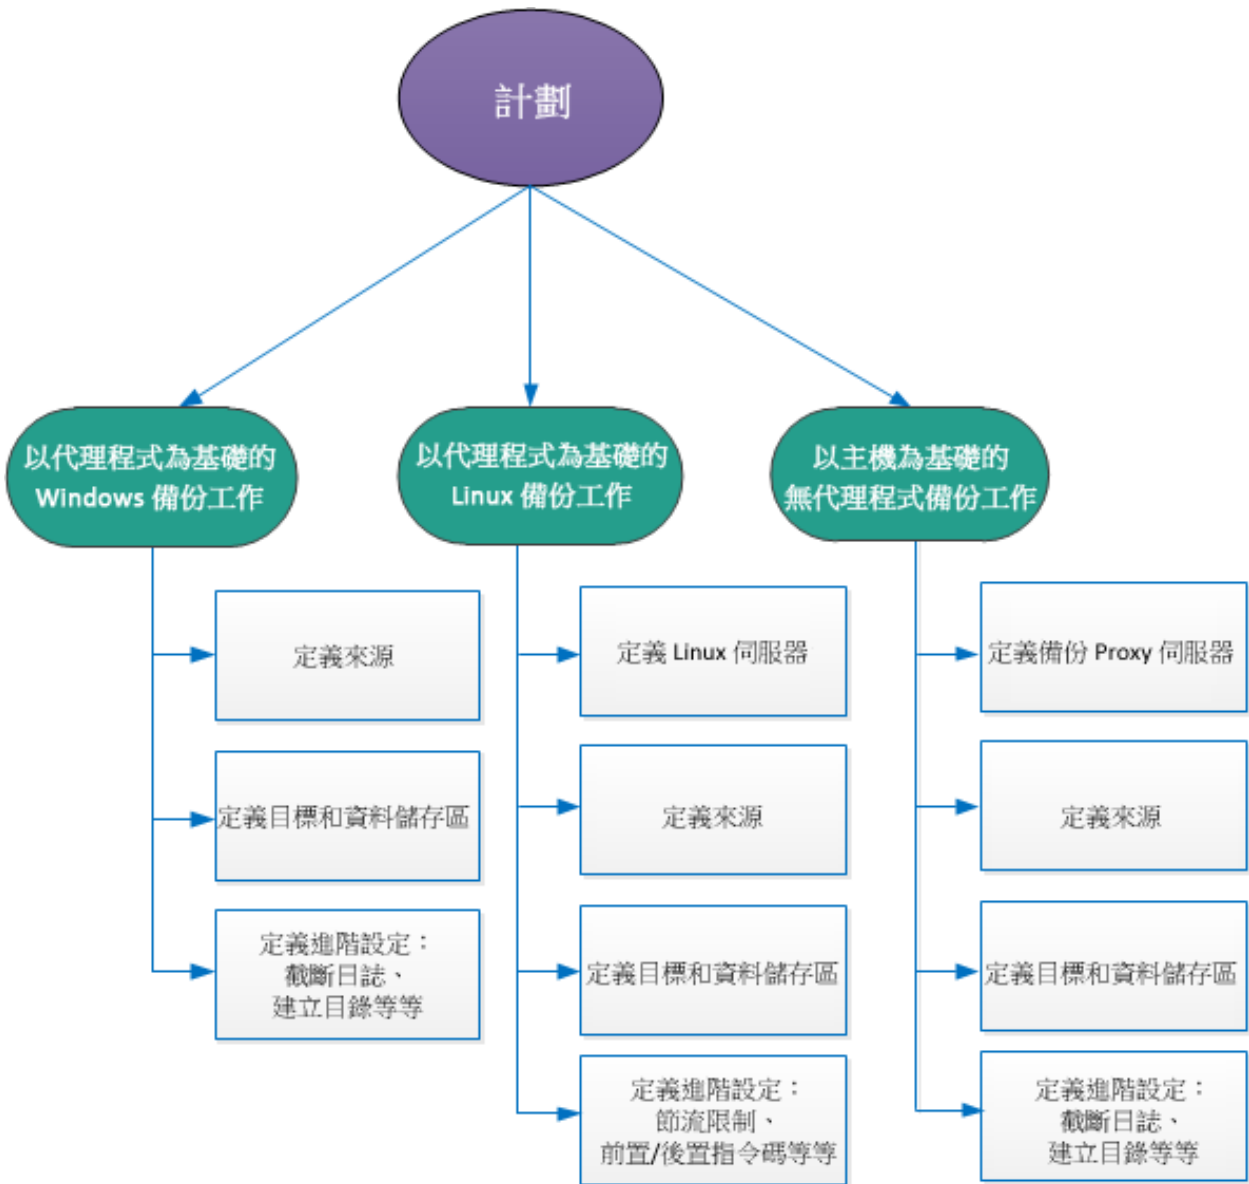 計劃
以代理程式為基礎的
Windows 備份工作
定義來源
定義目標和資料儲存區
定義進階設定：
截斷日誌、
建立目錄等等
以代理程式為基礎的
Linux 備份工作
定義 Linux 伺服器
定義來源
定義目標和資料儲存區
定義進階設定：
節流限制、
前置/後置指令碼等等
以主機為基礎的
無代理程式備份工作
定義備份 Proxy 伺服器
定義來源
定義目標和資料儲存區
定義進階設定：
截斷日誌、
建立目錄等等